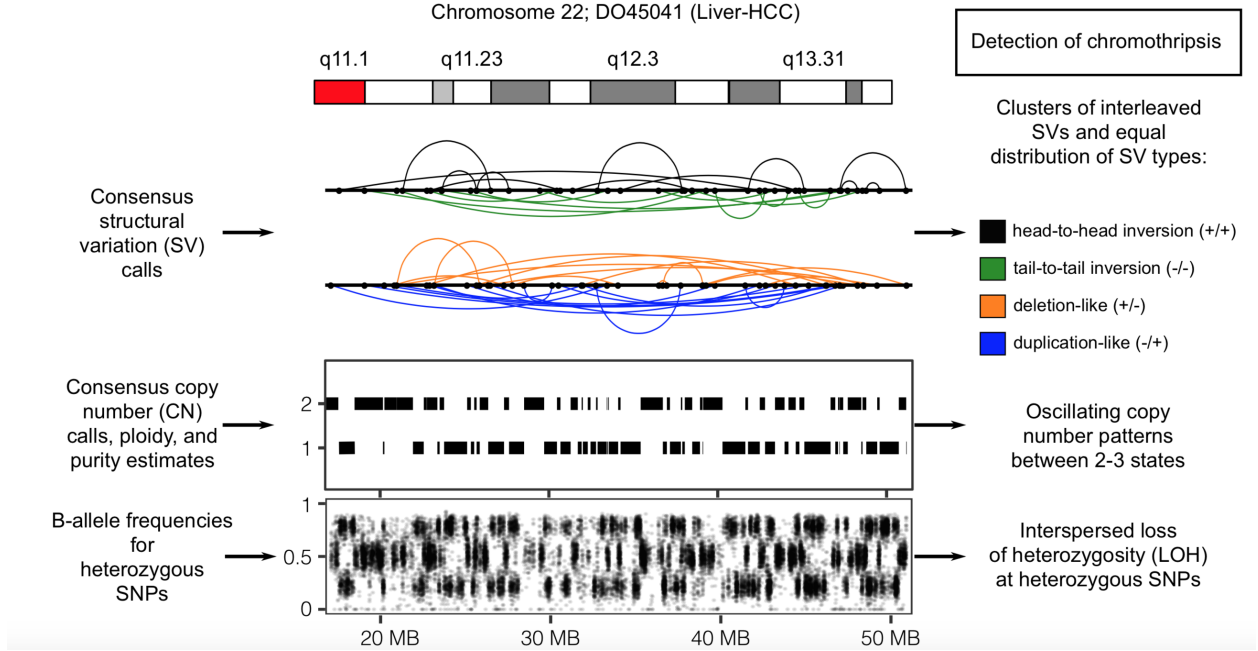 Chromosome 22; DO45041 (Liver-HCC)
Detection of chromothripsis
q11.1
q11.23
q12.3
q13.31
Clusters of interleaved
SVs and equal
distribution of SV types:
Consensus
structural
variation (SV)
calls
head-to-head inversion (+/+)
tail-to-tail inversion (-/-)
deletion-like (+/-)
duplication-like (-/+)
Consensus copy
number (CN)
calls, ploidy, and
purity estimates
2
1
Oscillating copy
number patterns
between 2-3 states
B-allele frequencies
for
heterozygous
SNPs
1
0.5
0
Interspersed loss
of heterozygosity (LOH)
at heterozygous SNPs
20 MB
30 MB
40 MB
50 MB